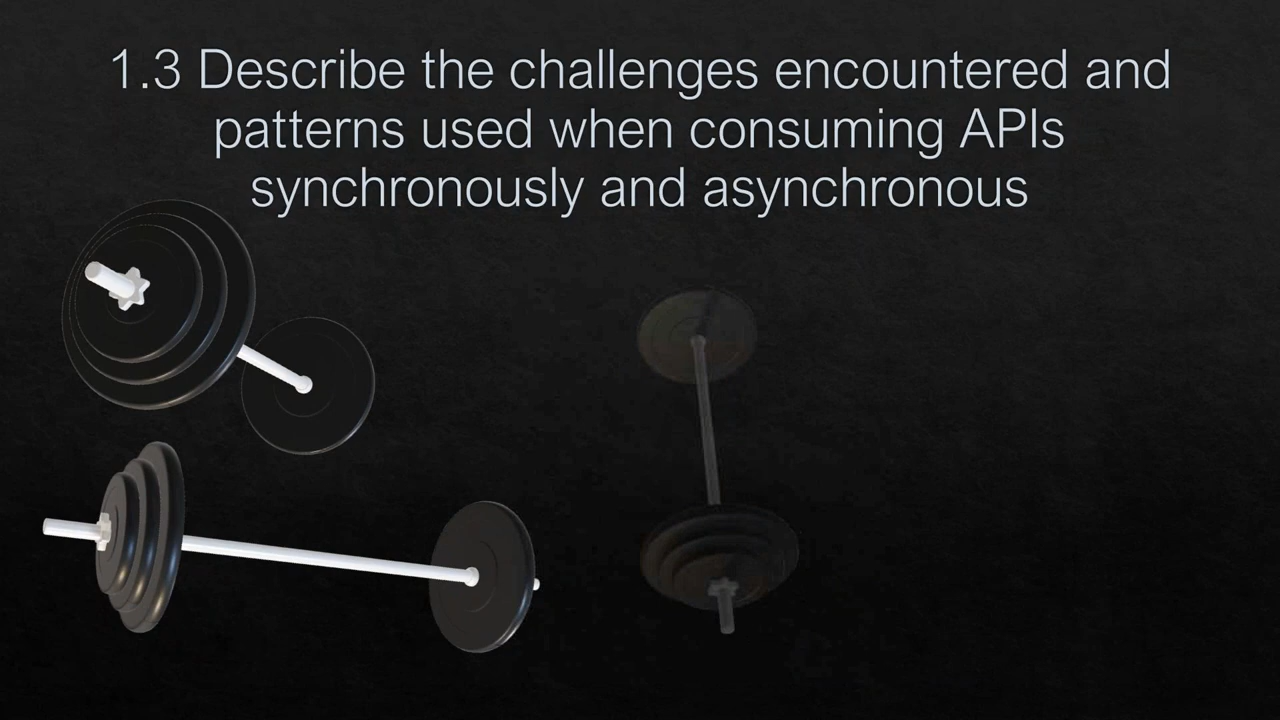 1.3 Describe the challenges encountered and
patterns used when consuming APIs
synchronously and asynchronous